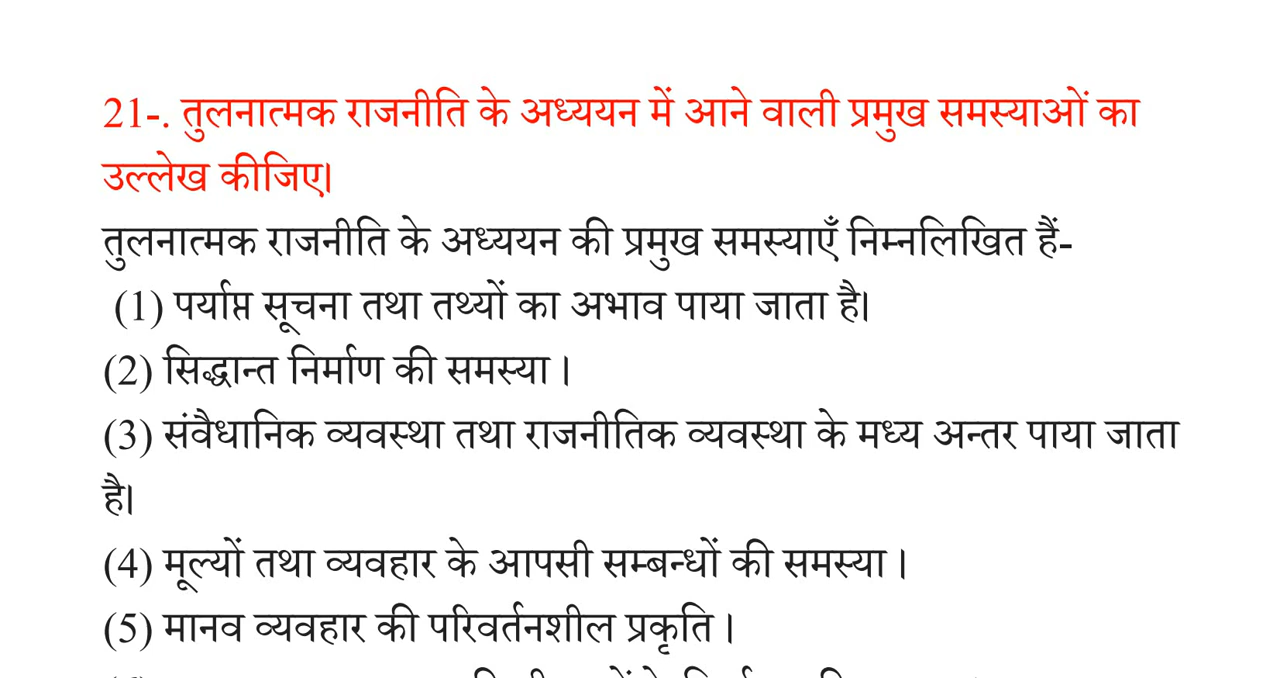 21-. तुलनात्मक राजनीति के अध्ययन में आने वाली प्रमुख समस्याओं का
उल्लेख कीजिए।
तुलनात्मक राजनीति के अध्ययन की प्रमुख समस्याएँ निम्नलिखित हैं-
(1) पर्याप्त सूचना तथा तथ्यों का अभाव पाया जाता है।
(2) सिद्धान्त निर्माण की समस्या ।
(3) संवैधानिक व्यवस्था तथा राजनीतिक व्यवस्था के मध्य अन्तर पाया जाता
है।
(4) मूल्यों तथा व्यवहार के आपसी सम्बन्धों की समस्या ।
(5) मानव व्यवहार की परिवर्तनशील प्रकृति ।